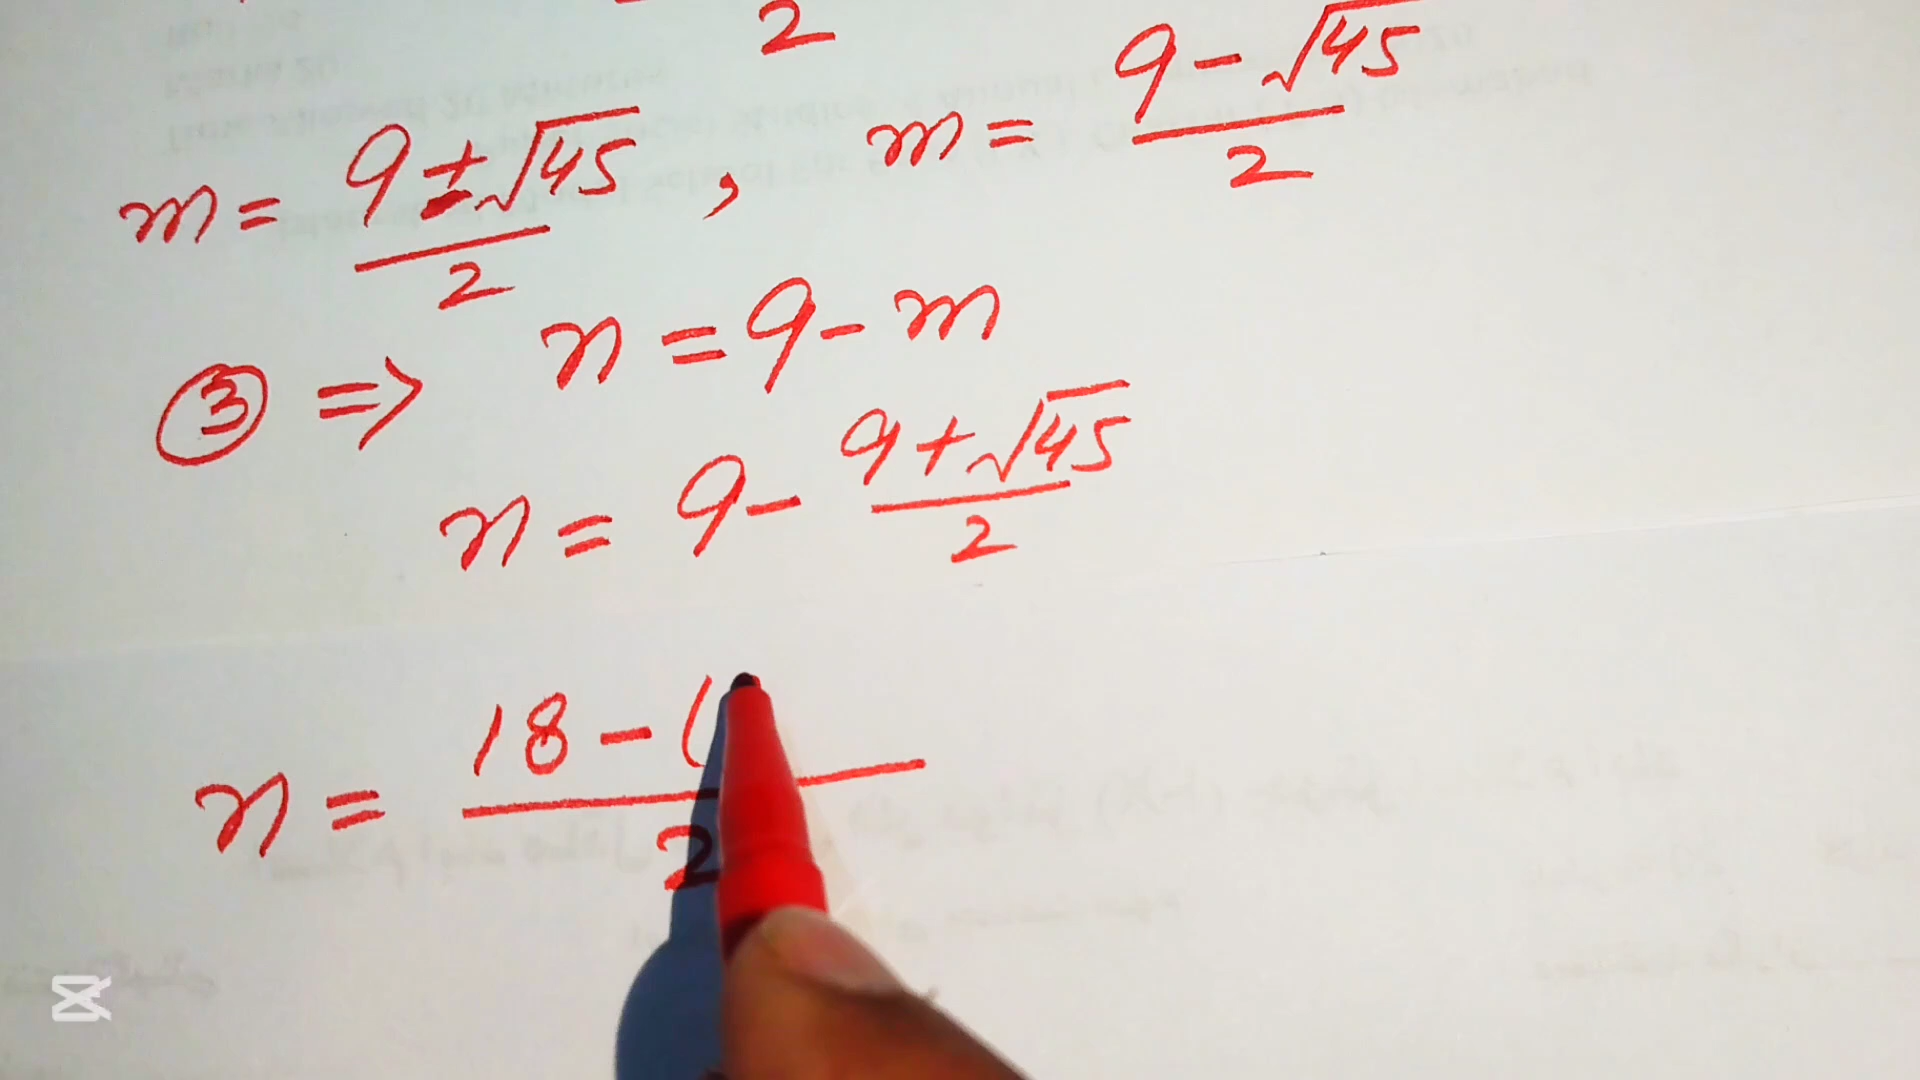 2
m = 9 + √45 / 2 , m = 9 - √45 / 2
③ ⇒ n = 9 - m
n = 9 - 9 + √45 / 2
n = 18 - ( / 2